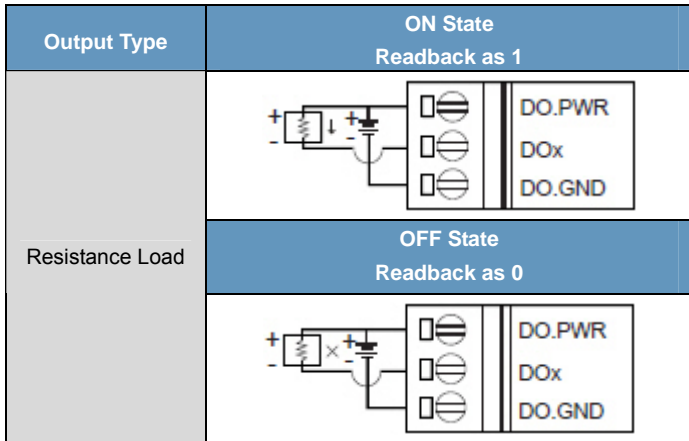 Output Type
ON State
Readback as 1
+
-
↓
+
-
DO.PWR
DOx
DO.GND
Resistance Load
OFF State
Readback as 0
+
-
×
+
-
DO.PWR
DOx
DO.GND